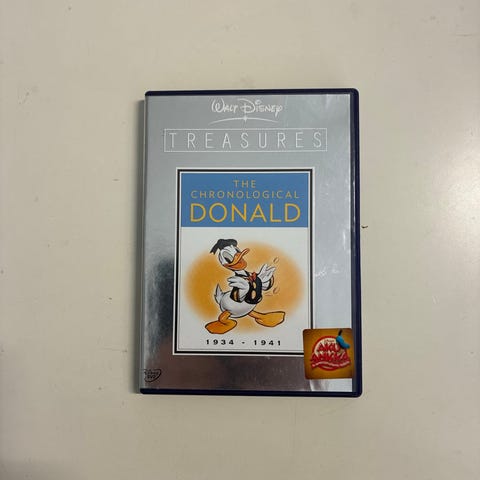 WALT DISNEY
TREASURES
THE
CHRONOLOGICAL
DONALD
1934 - 1941